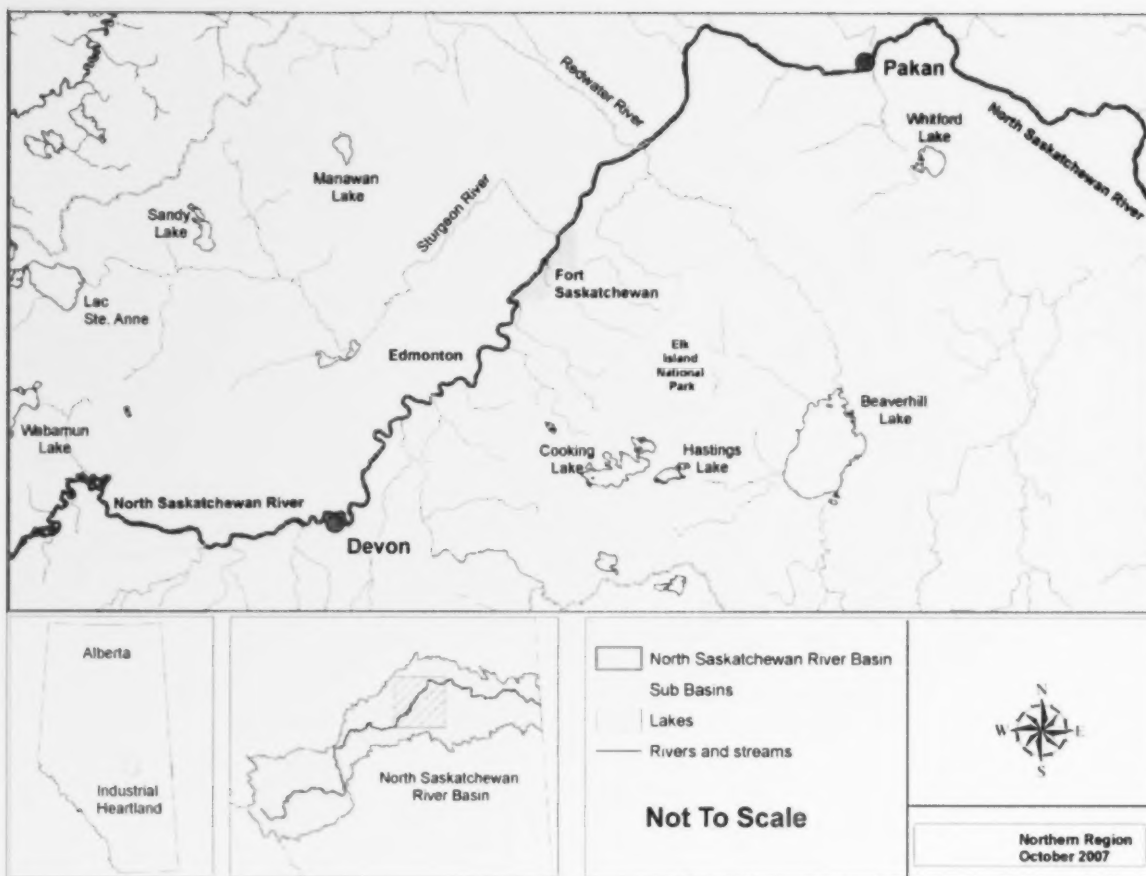 Redwater River
Pakan
Whitford
Lake
North Saskatchewan River
Manawan
Lake
Sturgeon River
Sandy
Lake
Fort
Saskatchewan
Lac
Ste. Anne
Edmonton
Elk
Island
National
Park
Beaverhill
Lake
Wabamun
Lake
Cooking
Lake
Hastings
Lake
North Saskatchewan River
Devon
Alberta
Industrial
Heartland
North Saskatchewan
River Basin
North Saskatchewan River Basin
Sub Basins
Lakes
Rivers and streams
Not To Scale
N
W
E
S
Northern Region
October 2007